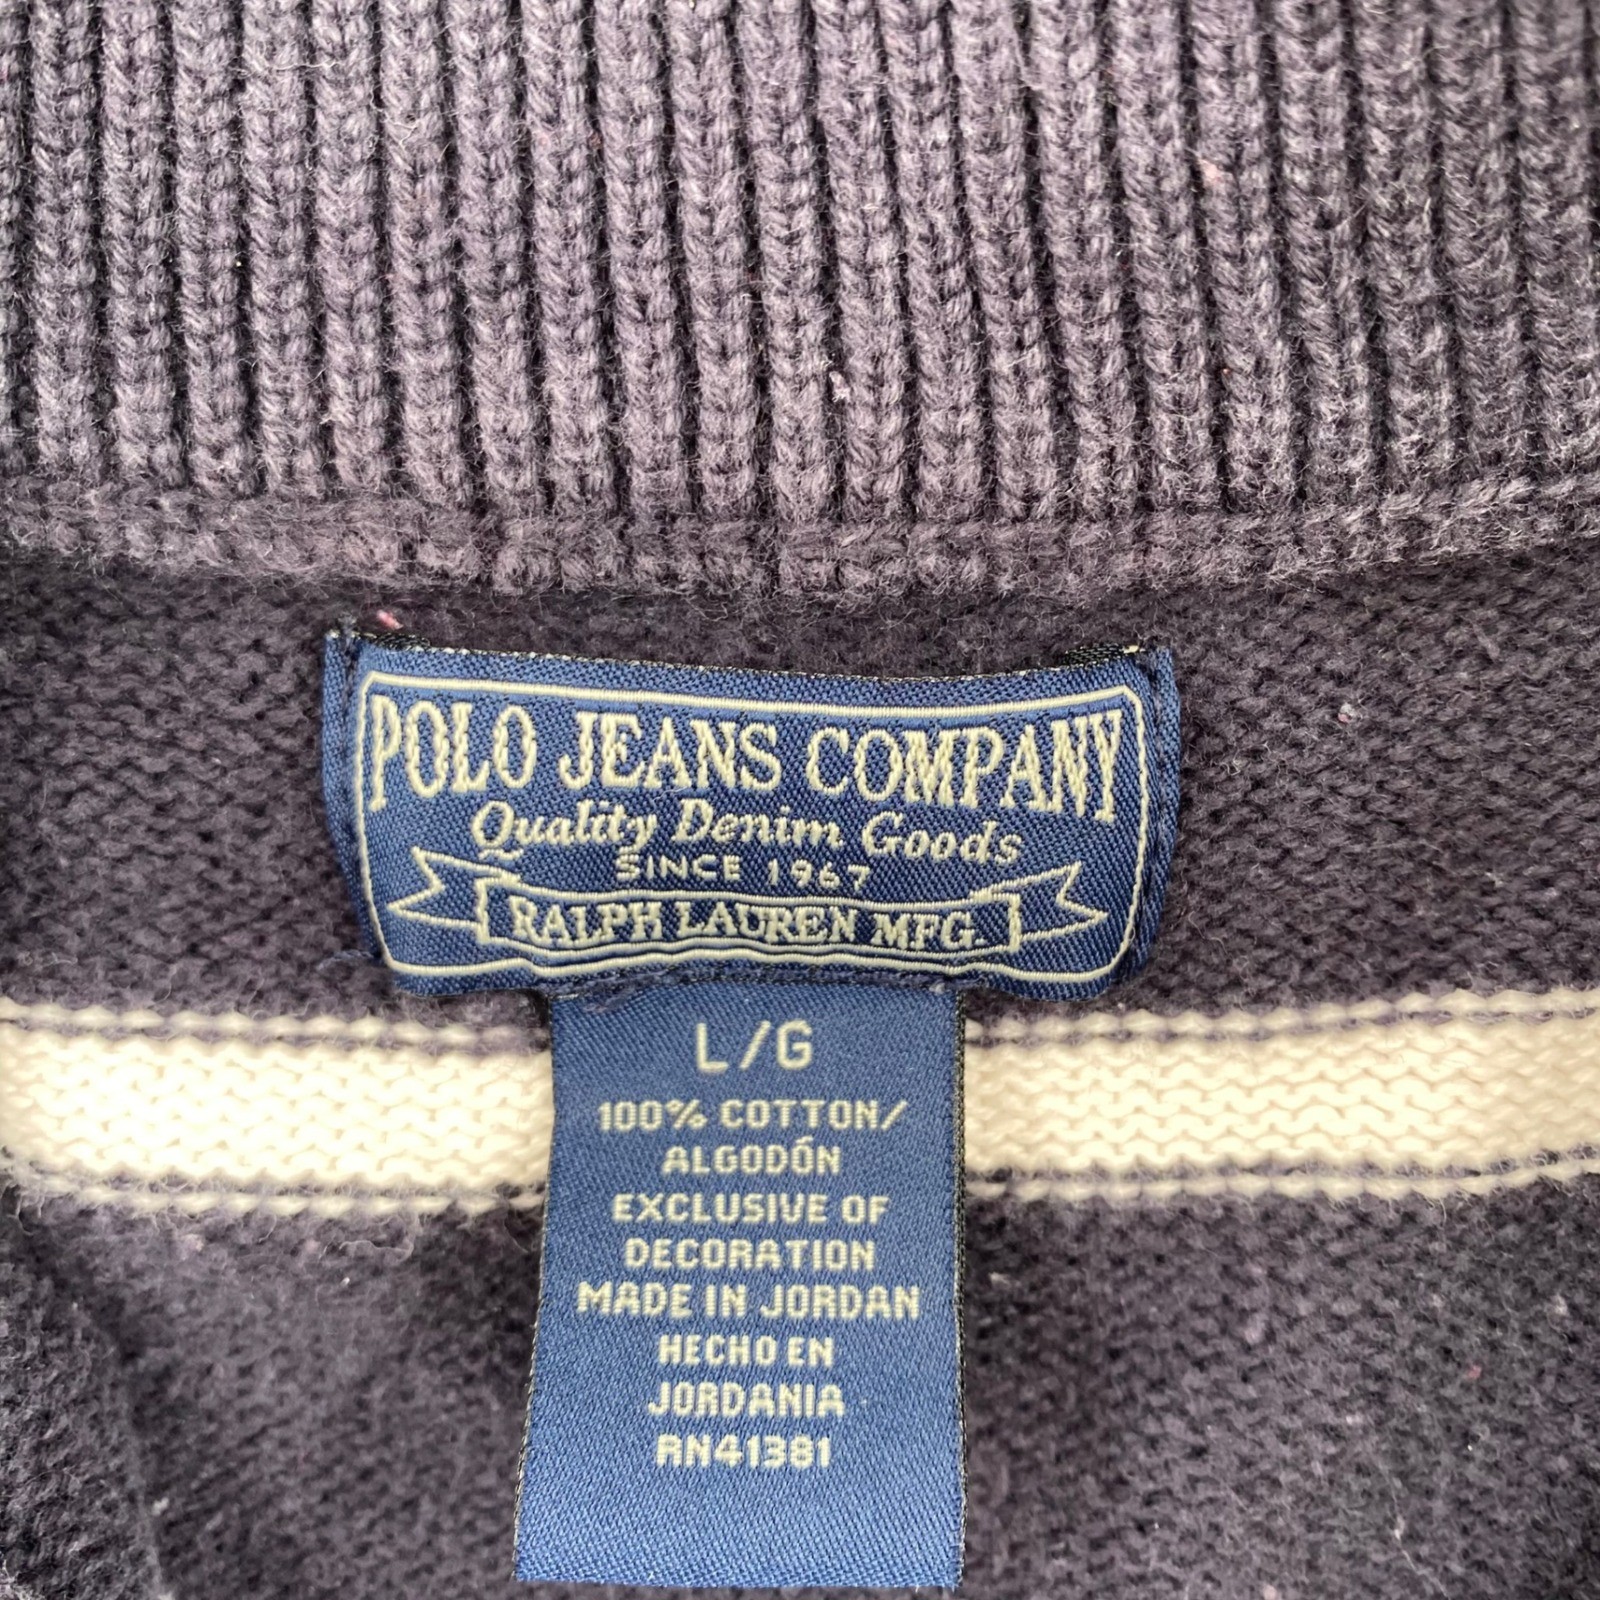 POLO JEANS COMPANY
Quality Denim Goods
SINCE 1967
RALPH LAUREN MFG.
L/G
100% COTTON/
ALGODÓN
EXCLUSIVE OF
DECORATION
MADE IN JORDAN
HECHO EN
JORDANIA
RN41381